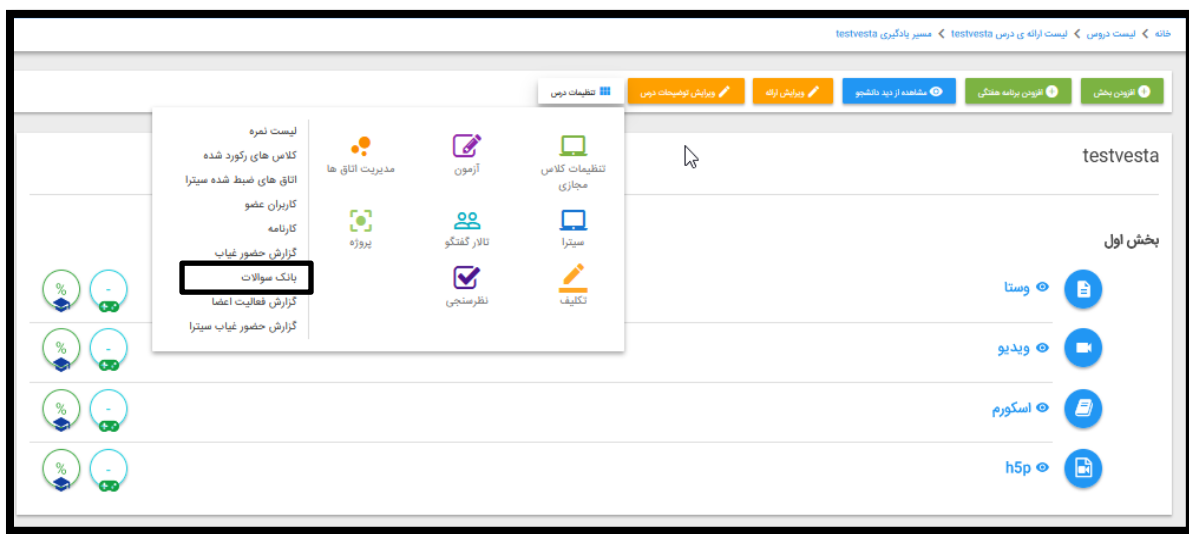 خانه ❯ لیست دروس ❯ لیست ارائه ی درس testvesta ❯ مسیر یادگیری testvesta
افزودن بخش
افزودن برنامه هفتگی
مشاهده از دید دانشجو
ویرایش ارائه
ویرایش توضیحات درس
تنظیمات درس
تنظیمات کلاس
مجازی
آزمون
مدیریت اتاق ها
سیترا
تالار گفتگو
پروژه
تکلیف
نظرسنجی
لیست نمره
کلاس های رکورد شده
اتاق های ضبط شده سیترا
کاربران عضو
کارنامه
گزارش حضور غیاب
بانک سوالات
گزارش فعالیت اعضا
گزارش حضور غیاب سیترا
testvesta
بخش اول
وستا
- %
ویدیو
- %
اسکورم
- %
h5p
- %